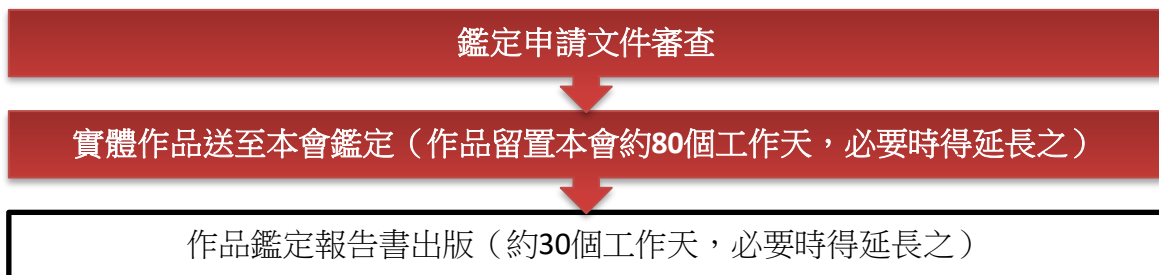 鑑定申請文件審查
實體作品送至本會鑑定（作品留置本會約80個工作天，必要時得延長之）
作品鑑定報告書出版（約30個工作天，必要時得延長之）